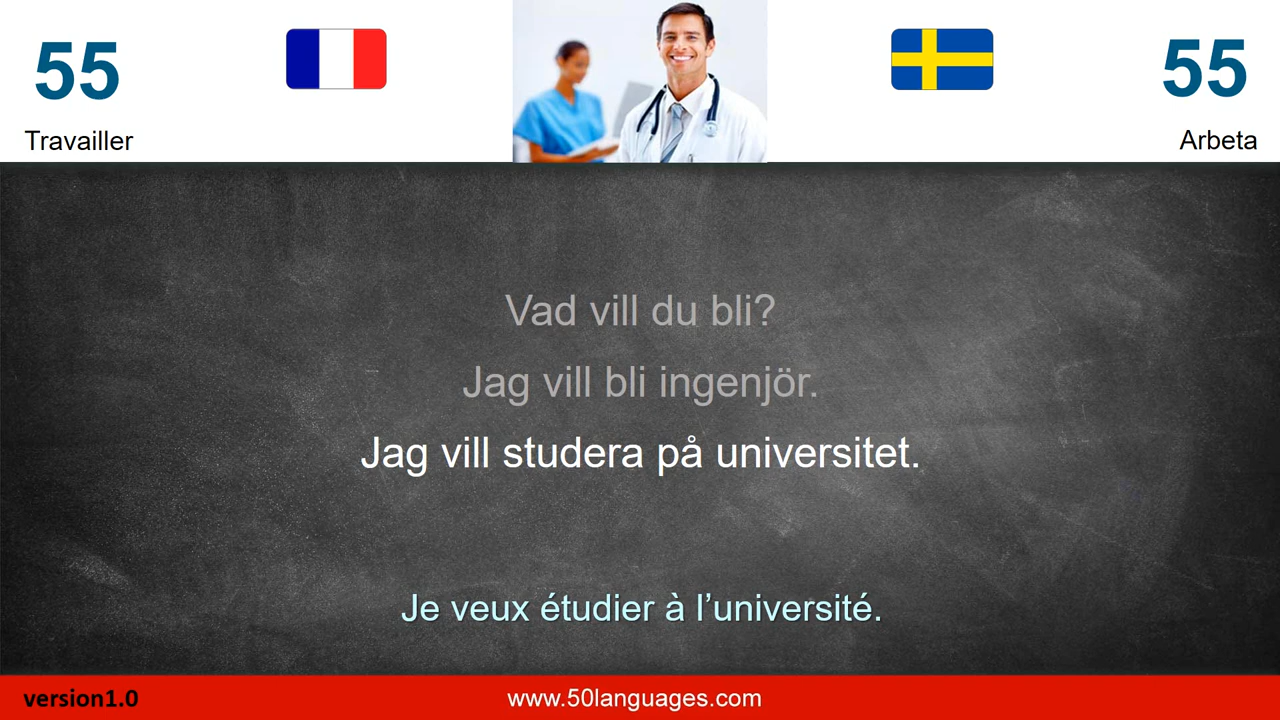 55
55
Travailler
Arbeta
Vad vill du bli?
Jag vill bli ingenjör.
Jag vill studera på universitet.
Je veux étudier à l’université.
version1.0
www.50languages.com